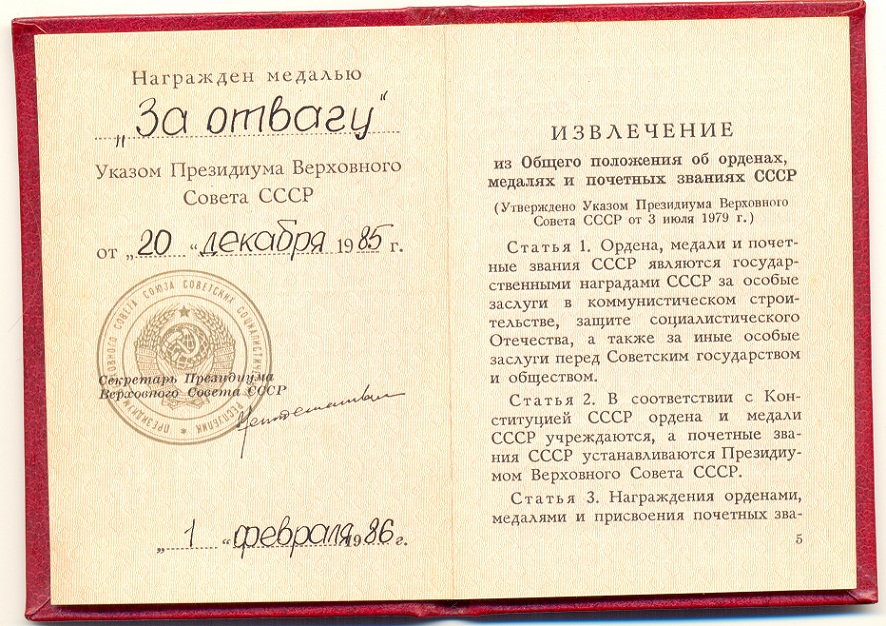 Награжден медалью
„За отвагу“
Указом Президиума Верховного
Совета СССР
от „20“ декабря 1985 г.
Секретарь Президиума
Верховного Совета СССР
„1“ февраля 1986 г.
ИЗВЛЕЧЕНИЕ
из Общего положения об орденах,
медалях и почетных званиях СССР
(Утверждено Указом Президиума Верховного
Совета СССР от 3 июля 1979 г.)
Статья 1. Ордена, медали и почет-
ные звания СССР являются государ-
ственными наградами СССР за особые
заслуги в коммунистическом строи-
тельстве, защите социалистического
Отечества, а также за иные особые
заслуги перед Советским государством
и обществом.
Статья 2. В соответствии с Кон-
ституцией СССР ордена и медали
СССР учреждаются, а почетные зва-
ния СССР устанавливаются Президиу-
мом Верховного Совета СССР.
Статья 3. Награждения орденами,
медалями и присвоения почетных зва-
5